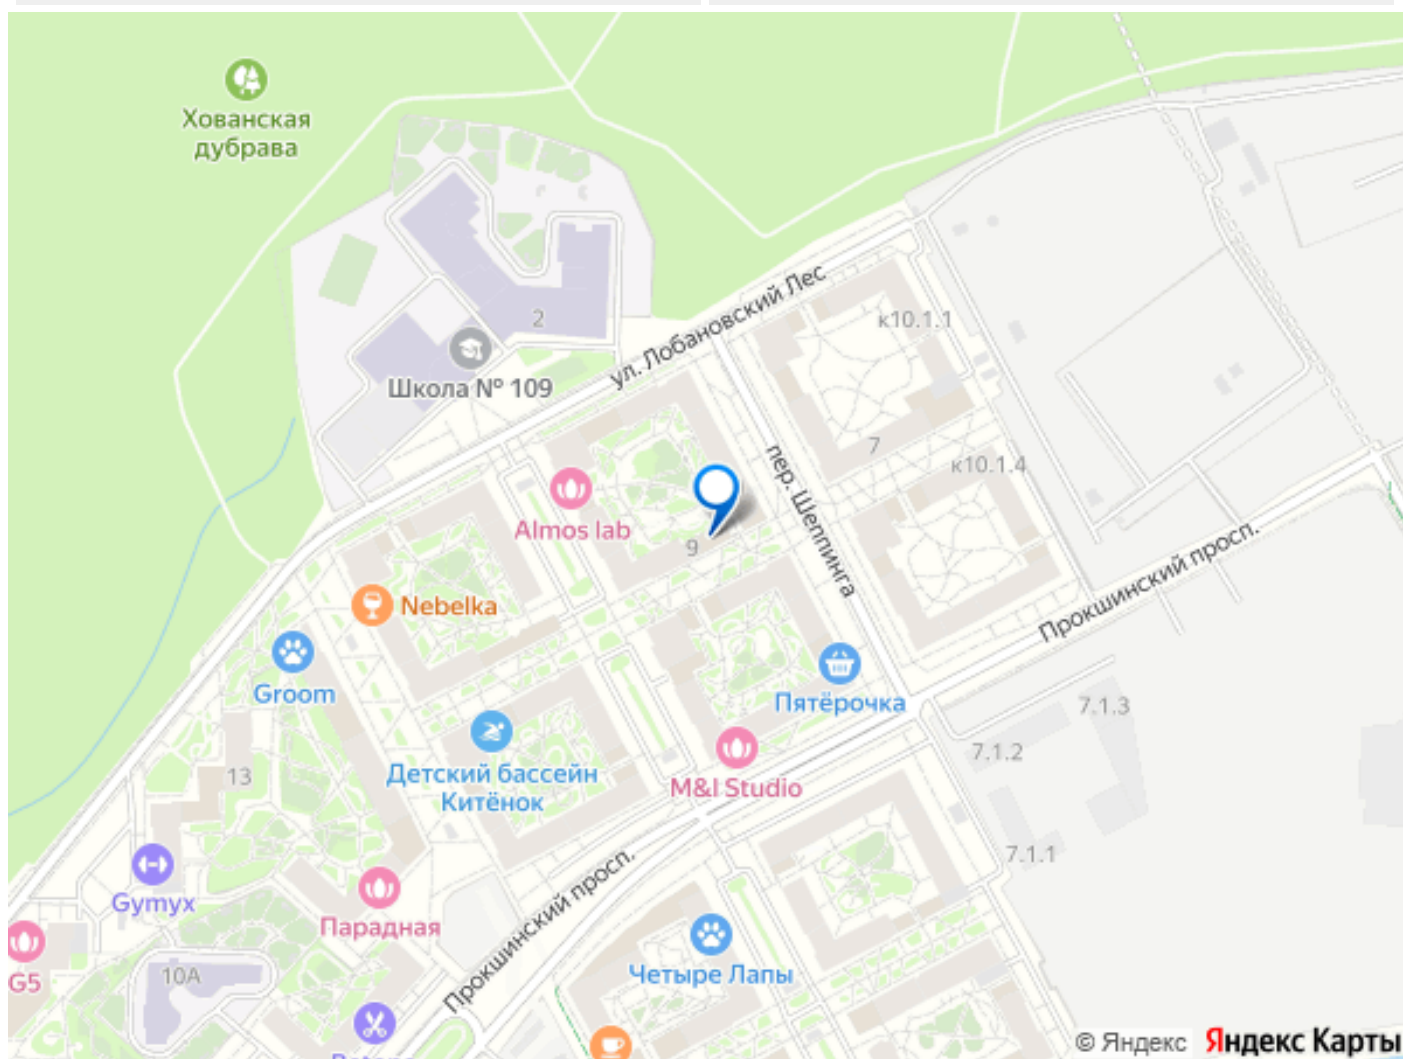 Хованская
дубрава
2
ул. Лобановский Лес
к10.1.1
Школа № 109
7
пер. Шеппинга
к10.1.4
Almos lab
9
Прокшинский просп.
Nebelka
Groom
Пятёрочка
7.1.3
7.1.2
13
Детский бассейн
Китёнок
M&I Studio
7.1.1
Gymyx
Парадная
Прокшинский просп.
G5
10А
Четыре Лапы
© Яндекс Яндекс Карты